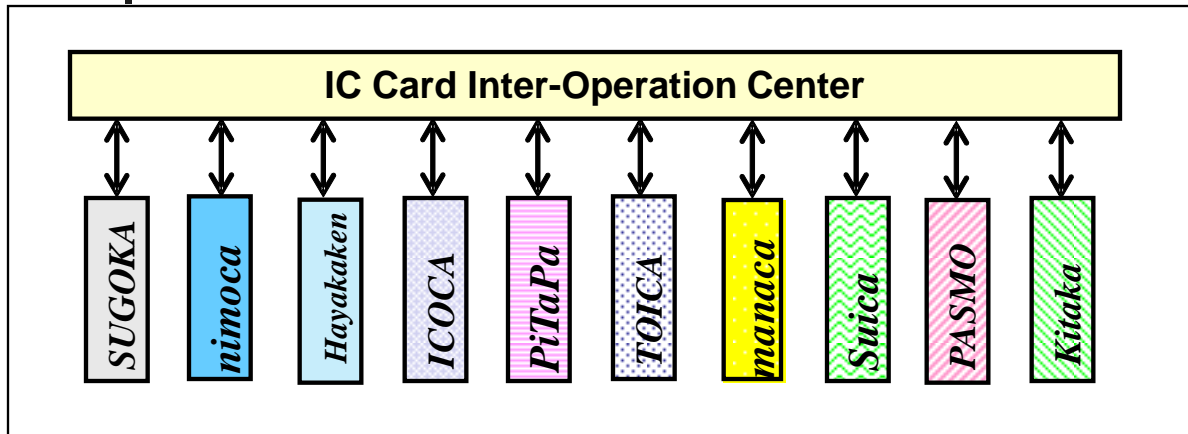 IC Card Inter-Operation Center
SUGOKA
nimoca
Hayakaken
ICOCA
PiTaPa
TOICA
manaca
Suica
PASMO
Kitaka